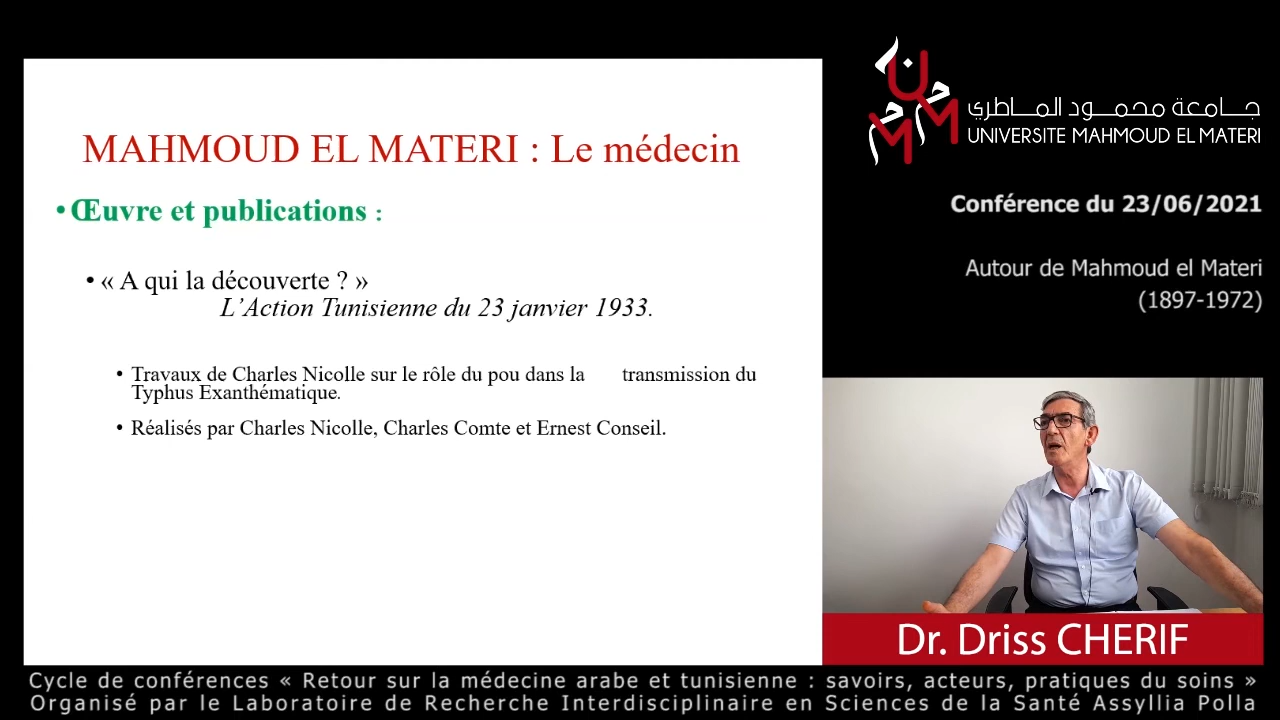 MAHMOUD EL MATERI : Le médecin
• Œuvre et publications :
• « A qui la découverte ? »
L’Action Tunisienne du 23 janvier 1933.
• Travaux de Charles Nicolle sur le rôle du pou dans la transmission du
Typhus Exanthématique.
• Réalisés par Charles Nicolle, Charles Comte et Ernest Conseil.
جامعة محمود الماطري
UNIVERSITE MAHMOUD EL MATERI
Conférence du 23/06/2021
Autour de Mahmoud el Materi
(1897-1972)
Dr. Driss CHERIF
Cycle de conférences « Retour sur la médecine arabe et tunisienne : savoirs, acteurs, pratiques du soins »
Organisé par le Laboratoire de Recherche Interdisciplinaire en Sciences de la Santé Assyllia Polla